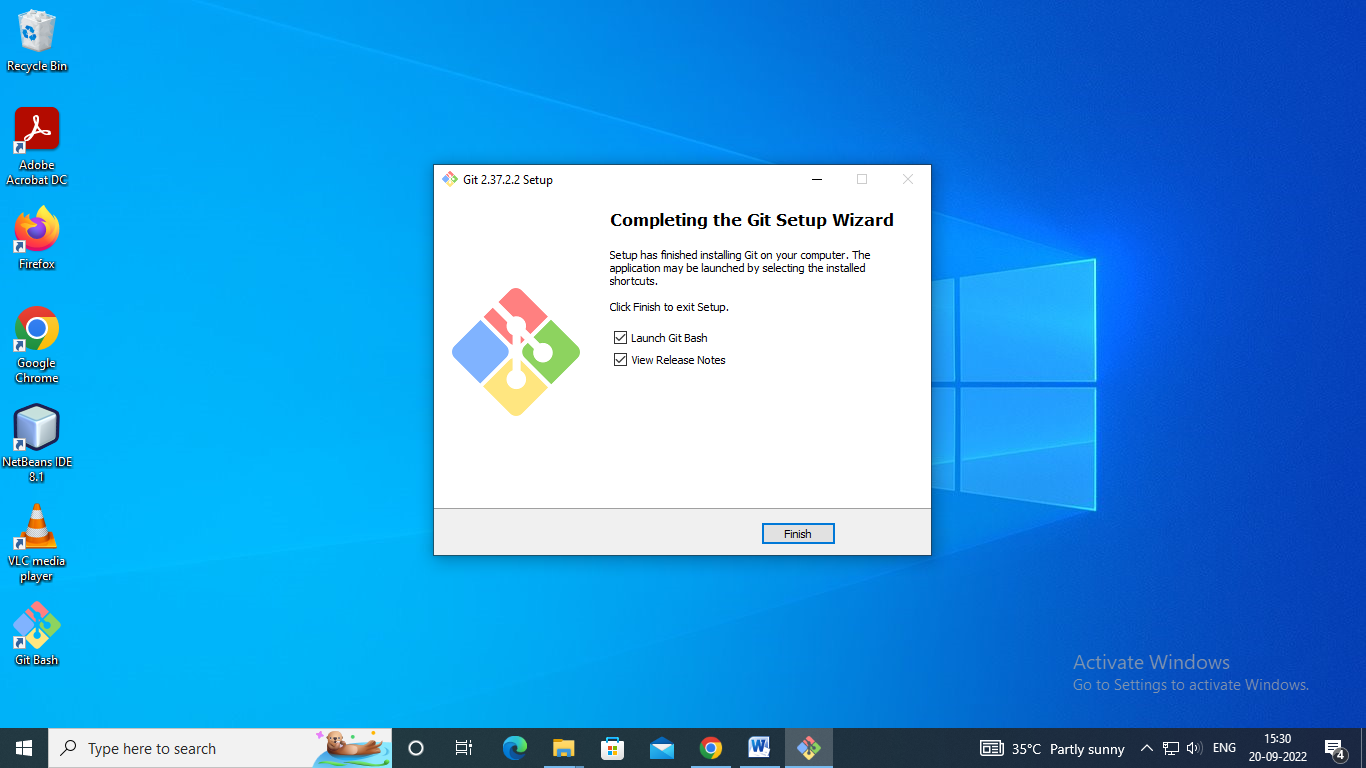 Recycle Bin
Adobe
Acrobat DC
Firefox
Google
Chrome
NetBeans IDE
8.1
VLC media
player
Git Bash
Git 2.37.2.2 Setup
Completing the Git Setup Wizard
Setup has finished installing Git on your computer. The
application may be launched by selecting the installed
shortcuts.
Click Finish to exit Setup.
Launch Git Bash
View Release Notes
Finish
Activate Windows
Go to Settings to activate Windows.
Type here to search
W
35°C Partly sunny
ENG
15:30
20-09-2022
4